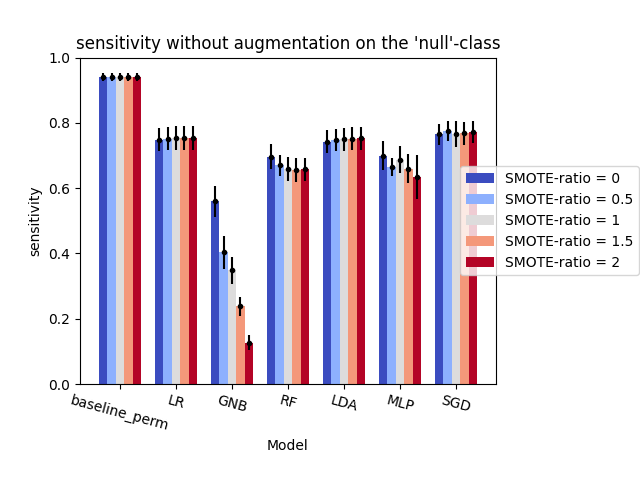 sensitivity without augmentation on the 'null'-class
1.0
0.8
0.6
0.4
0.2
0.0
sensitivity
baseline_perm
LR
GNB
RF
LDA
MLP
SGD
Model
SMOTE-ratio = 0
SMOTE-ratio = 0.5
SMOTE-ratio = 1
SMOTE-ratio = 1.5
SMOTE-ratio = 2